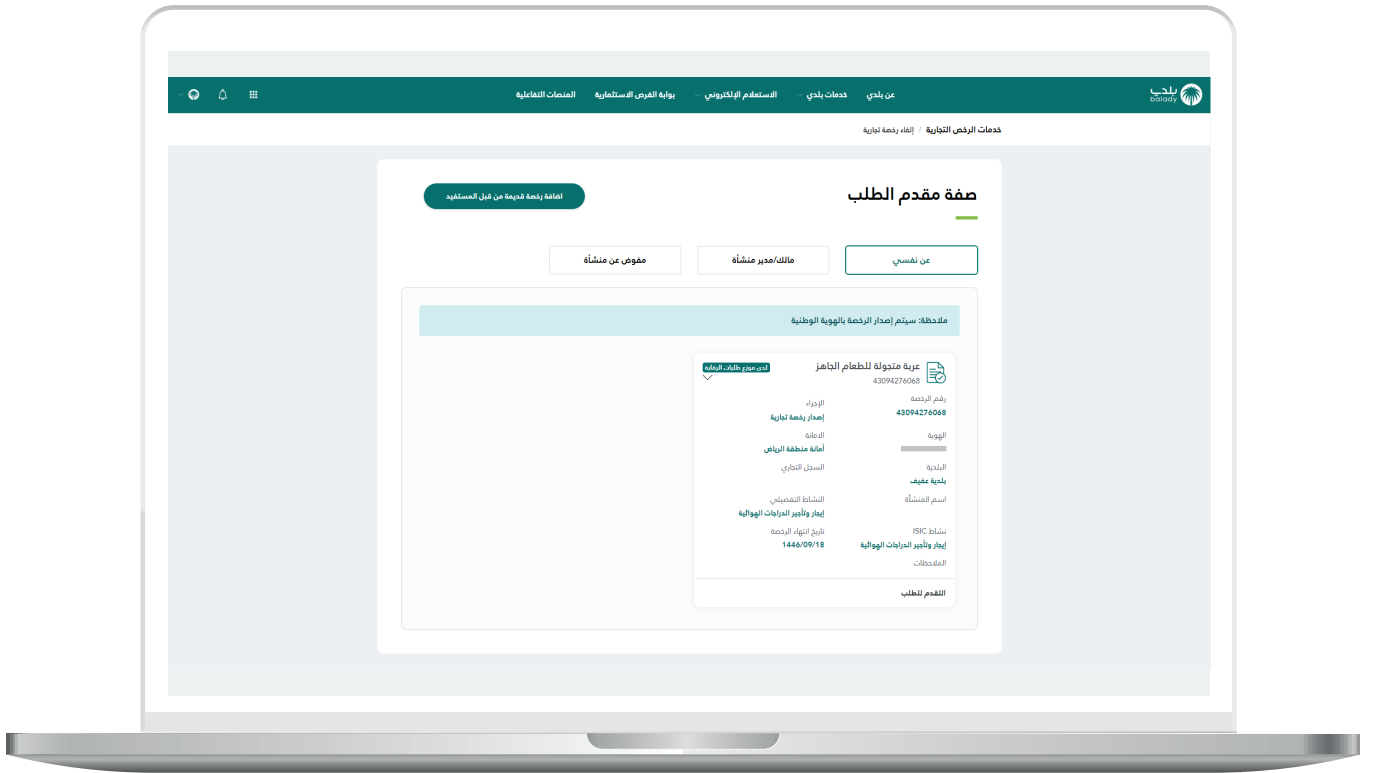 بلدي
balady
عن بلدي
خدمات بلدي
الاستعلام الإلكتروني
بوابة الفرص الاستثمارية
المنصات التفاعلية
خدمات الرخص التجارية / إلغاء رخصة تجارية
صفة مقدم الطلب
اضافة رخصة قديمة من قبل المستفيد
عن نفسي
مالك/مدير منشأة
مفوض عن منشأة
ملاحظة: سيتم إصدار الرخصة بالهوية الوطنية
عربة متجولة للطعام الجاهز
لدى موزع طلبات الرقابة
43094276068
رقم الرخصة
43094276068
الإجراء
إصدار رخصة تجارية
الهوية
الامانة
أمانة منطقة الرياض
البلدية
بلدية عفيف
السجل التجاري
اسم المنشأة
النشاط التفصيلي
إيجار وتأجير الدراجات الهوائية
نشاط ISIC
إيجار وتأجير الدراجات الهوائية
تاريخ انتهاء الرخصة
1446/09/18
الملاحظات
التقدم للطلب